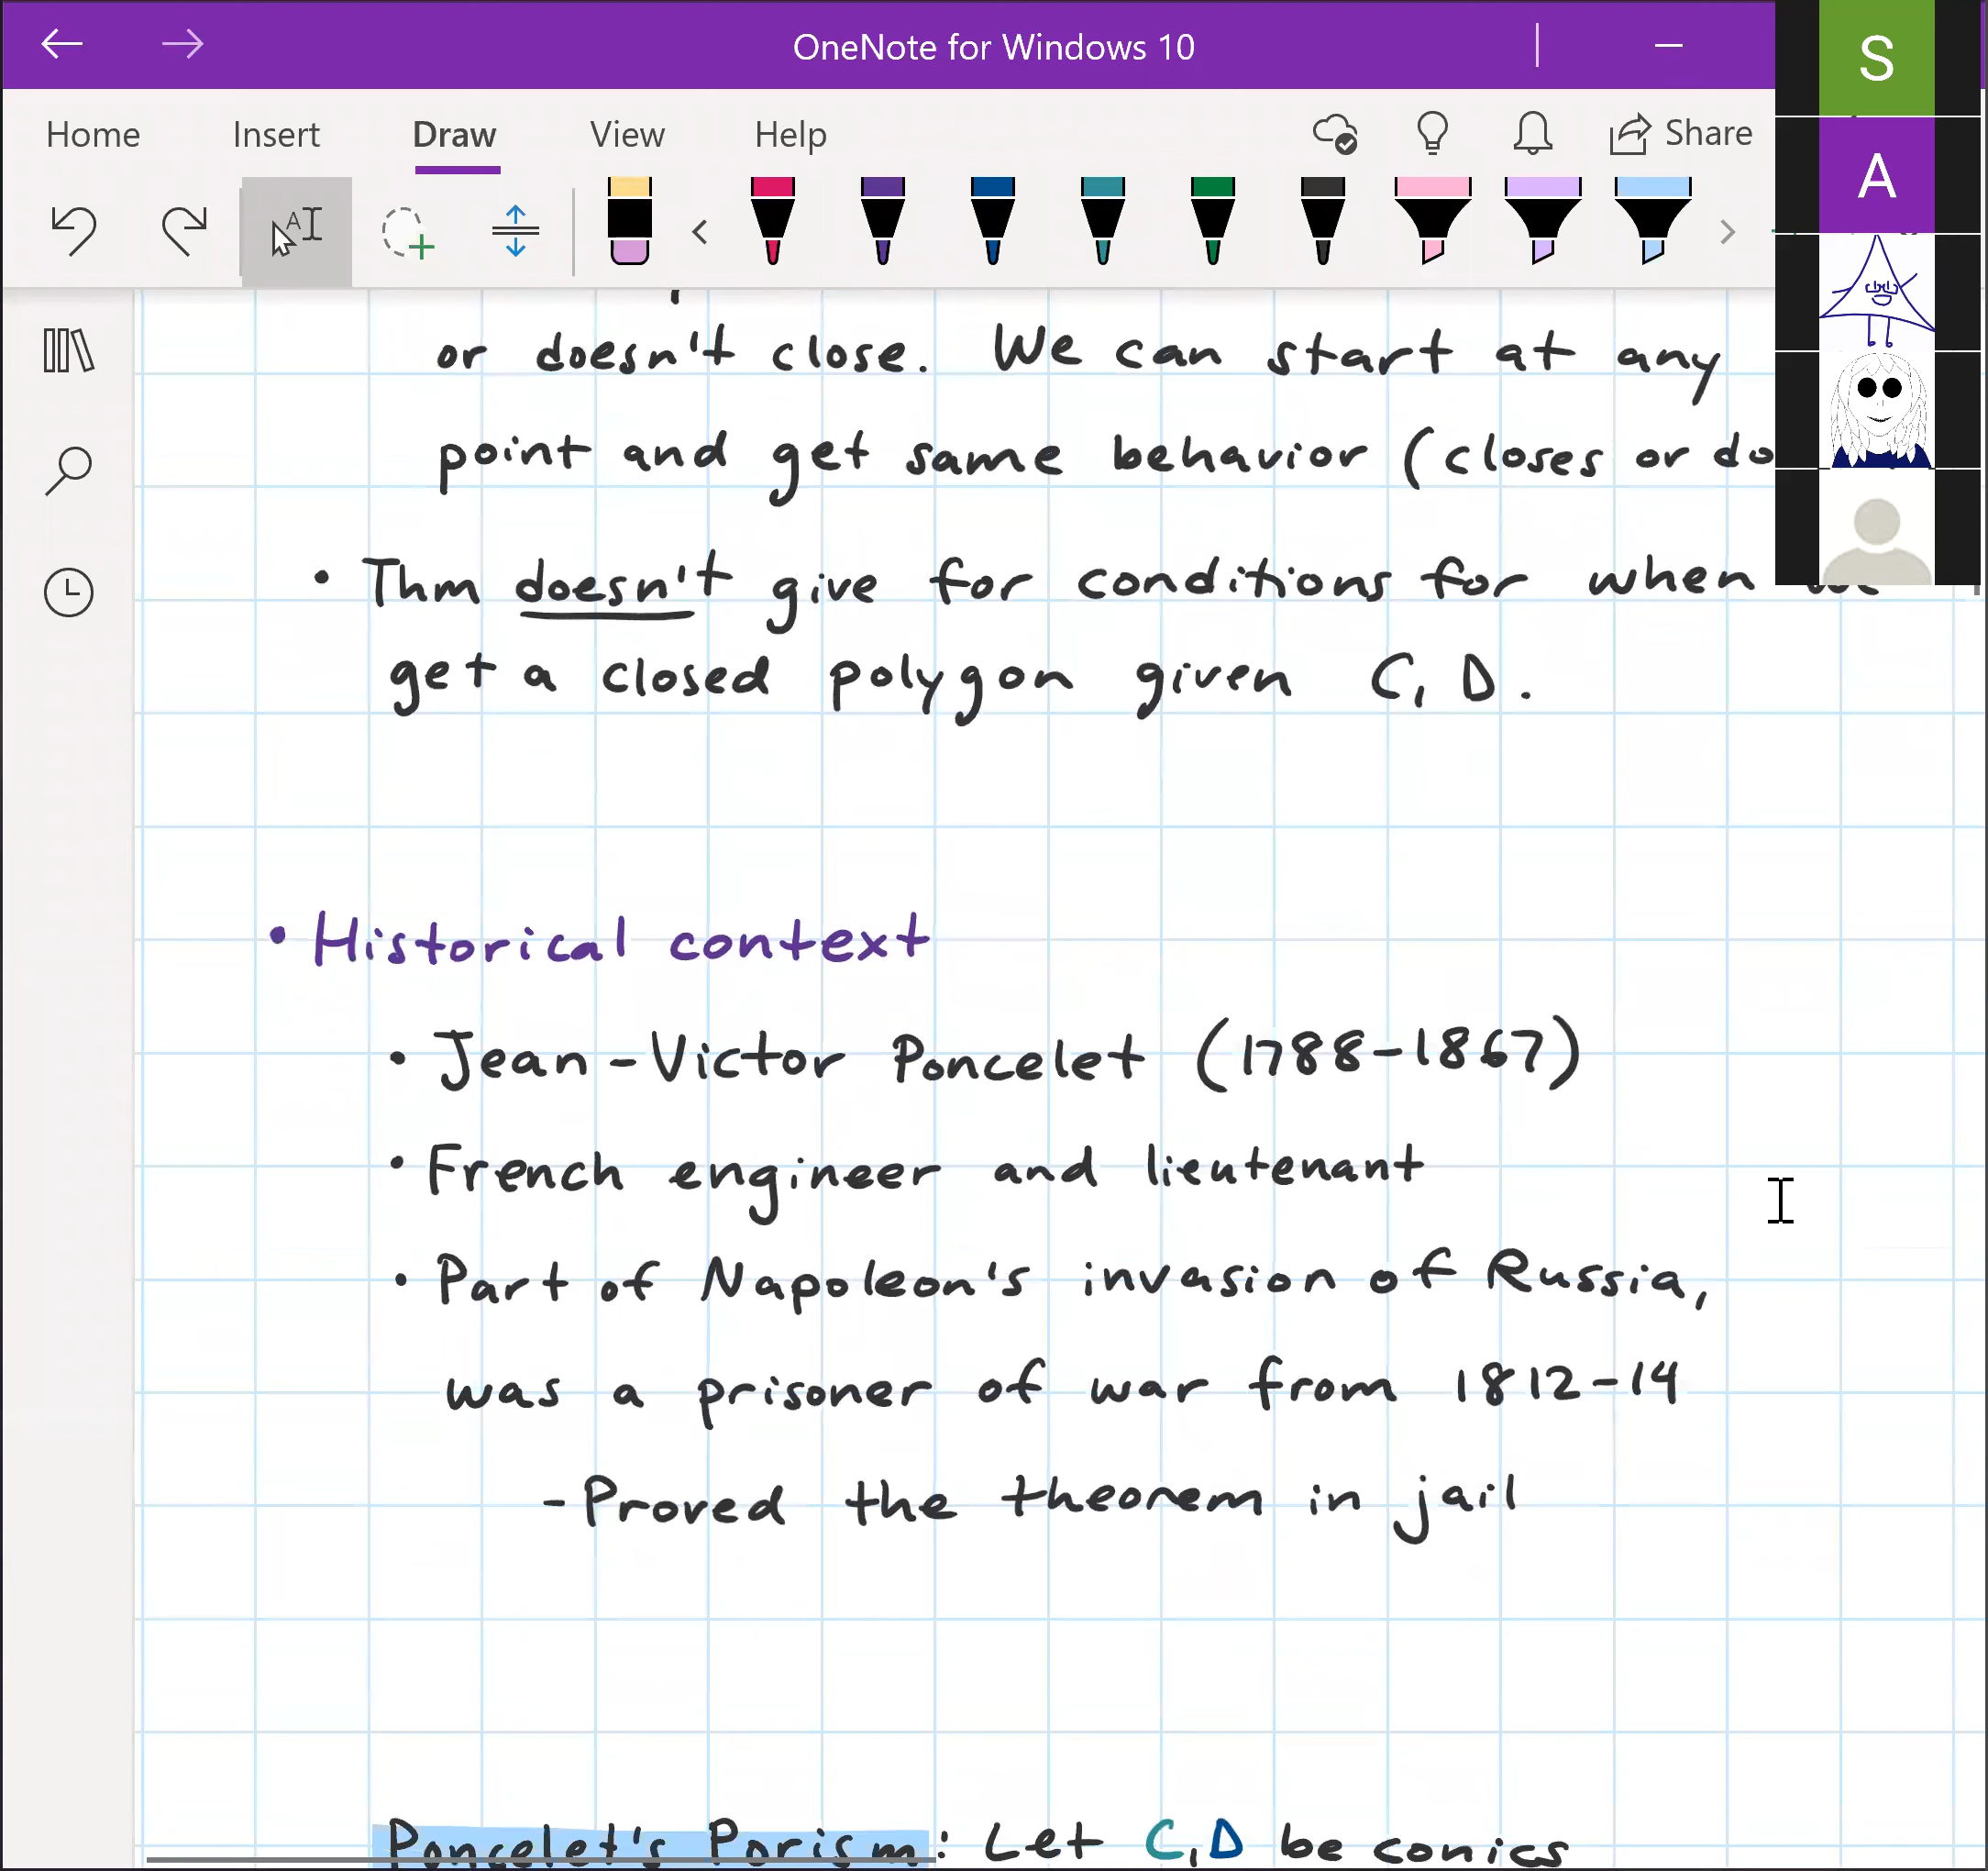 OneNote for Windows 10
S
Home Insert Draw View Help Share
A
or doesn't close. We can start at any
point and get same behavior (closes or do
• Thm doesn't give for conditions for when
get a closed polygon given C, D.
• Historical context
• Jean-Victor Poncelet (1788-1867)
• French engineer and lieutenant
• Part of Napoleon's invasion of Russia,
was a prisoner of war from 1812-14
- Proved the theorem in jail
Poncelet's Porism: Let C, D be conics